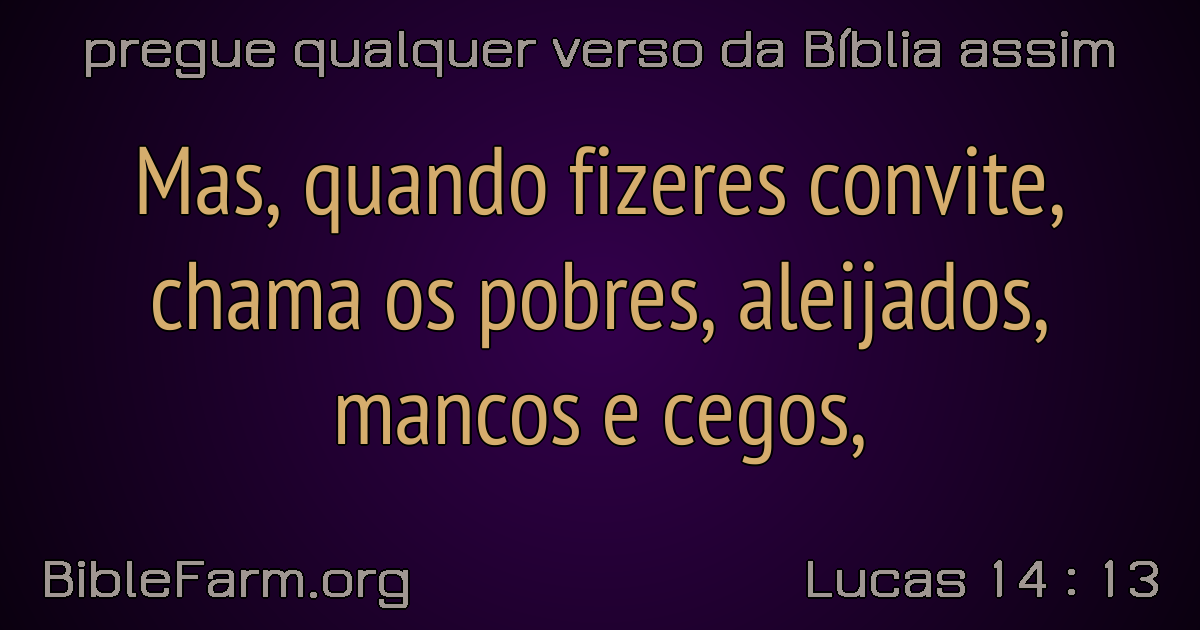 pregue qualquer verso da Bíblia assim
Mas, quando fizeres convite,
chama os pobres, aleijados,
mancos e cegos,
BibleFarm.org
Lucas 14 : 13